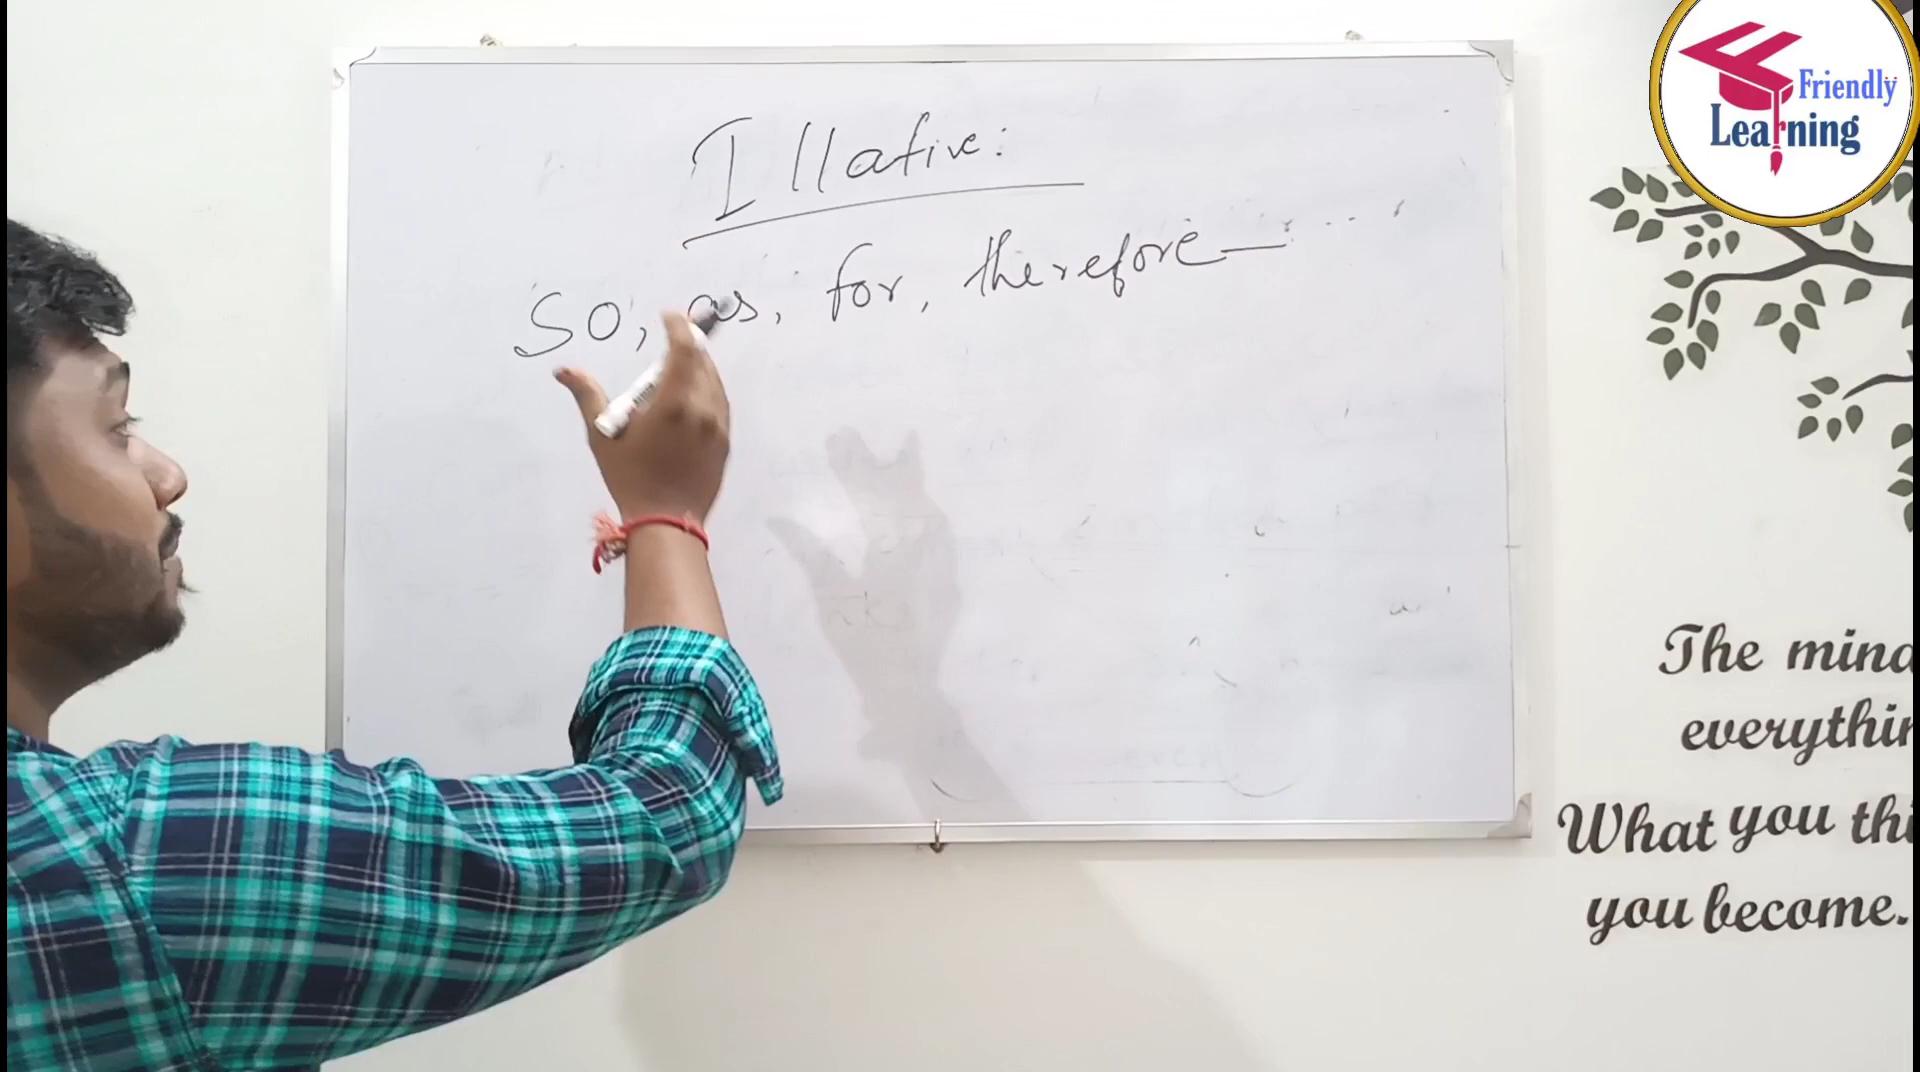 Illative:
So, as, for, therefore—
Friendly
Learning
The mind
everythin
What you thi
you become.